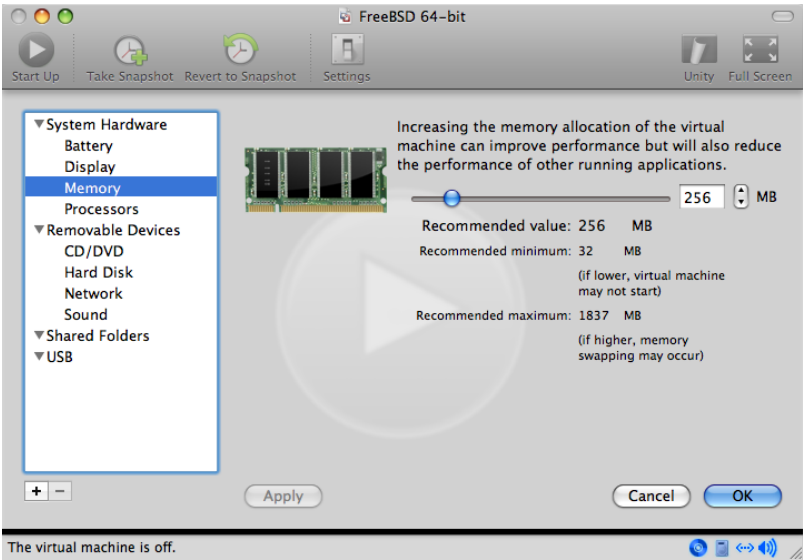 FreeBSD 64-bit
Start Up Take Snapshot Revert to Snapshot Settings Unity Full Screen
System Hardware
Battery
Display
Memory
Processors
Removable Devices
CD/DVD
Hard Disk
Network
Sound
Shared Folders
USB
Increasing the memory allocation of the virtual
machine can improve performance but will also reduce
the performance of other running applications.
256 MB
Recommended value: 256 MB
Recommended minimum: 32 MB
(if lower, virtual machine
may not start)
Recommended maximum: 1837 MB
(if higher, memory
swapping may occur)
+ −
Apply Cancel OK
The virtual machine is off.